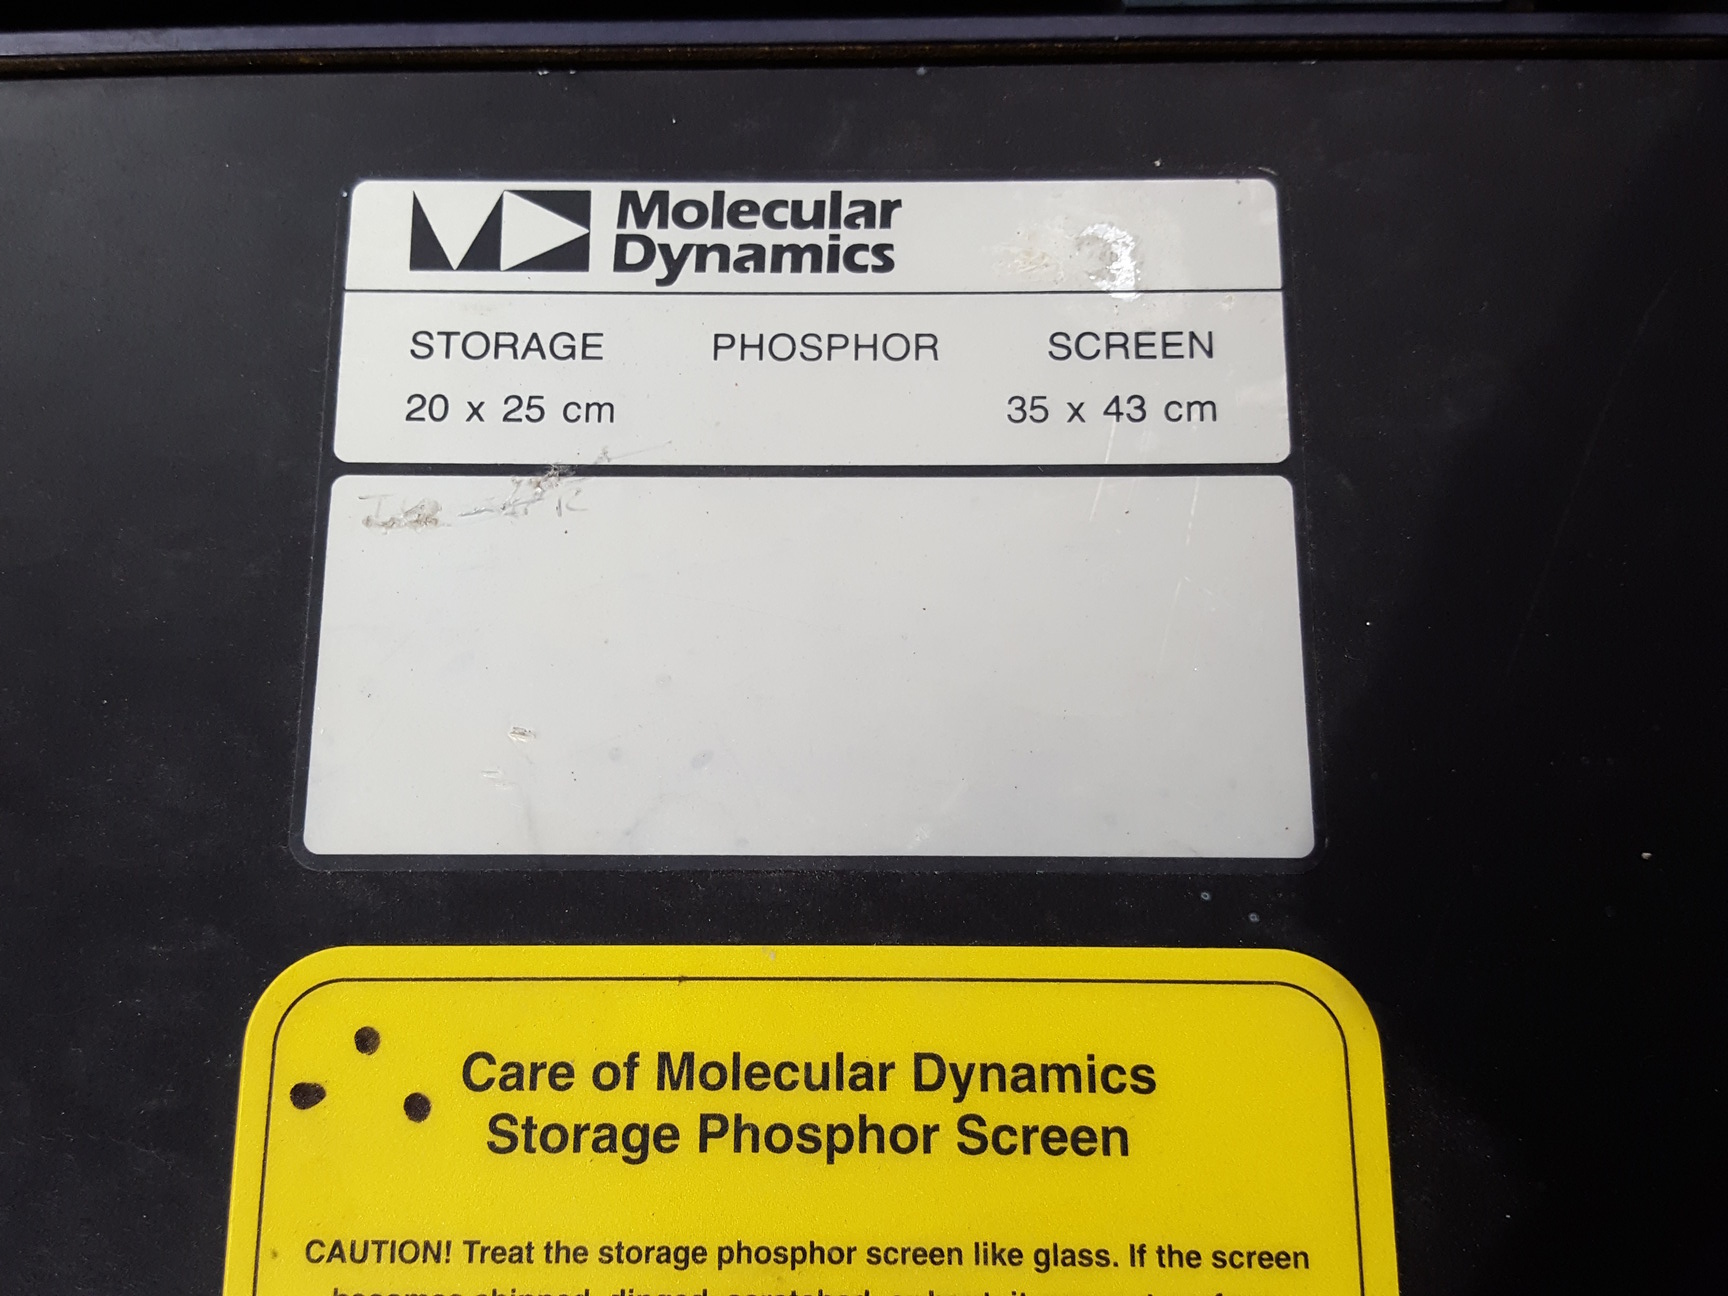 Molecular
Dynamics
STORAGE PHOSPHOR SCREEN
20 x 25 cm 35 x 43 cm
Care of Molecular Dynamics
Storage Phosphor Screen
CAUTION! Treat the storage phosphor screen like glass. If the screen